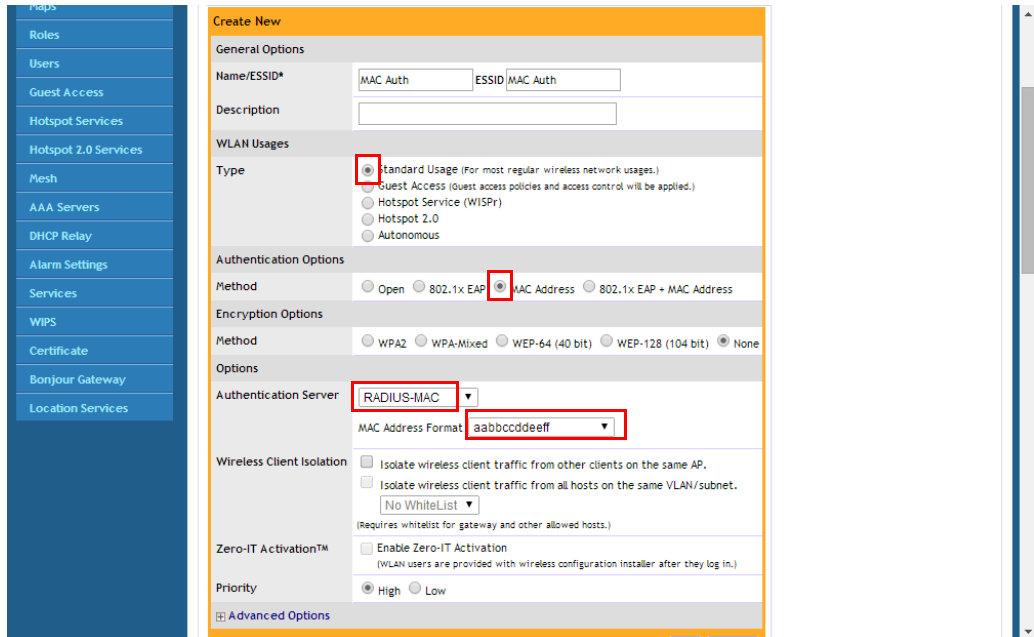 Maps
Roles
Users
Guest Access
Hotspot Services
Hotspot 2.0 Services
Mesh
AAA Servers
DHCP Relay
Alarm Settings
Services
WIPS
Certificate
Bonjour Gateway
Location Services
Create New
General Options
Name/ESSID* MAC Auth ESSID MAC Auth
Description
WLAN Usages
Type Standard Usage (For most regular wireless network usages.)
Guest Access (Guest access policies and access control will be applied.)
Hotspot Service (WISPr)
Hotspot 2.0
Autonomous
Authentication Options
Method Open 802.1x EAP MAC Address 802.1x EAP + MAC Address
Encryption Options
Method WPA2 WPA-Mixed WEP-64 (40 bit) WEP-128 (104 bit) None
Options
Authentication Server RADIUS-MAC
MAC Address Format aabbccddeeff
Wireless Client Isolation Isolate wireless client traffic from other clients on the same AP.
Isolate wireless client traffic from all hosts on the same VLAN/subnet.
No WhiteList
(Requires whitelist for gateway and other allowed hosts.)
Zero-IT Activation™ Enable Zero-IT Activation
(WLAN users are provided with wireless configuration installer after they log in.)
Priority High Low
Advanced Options